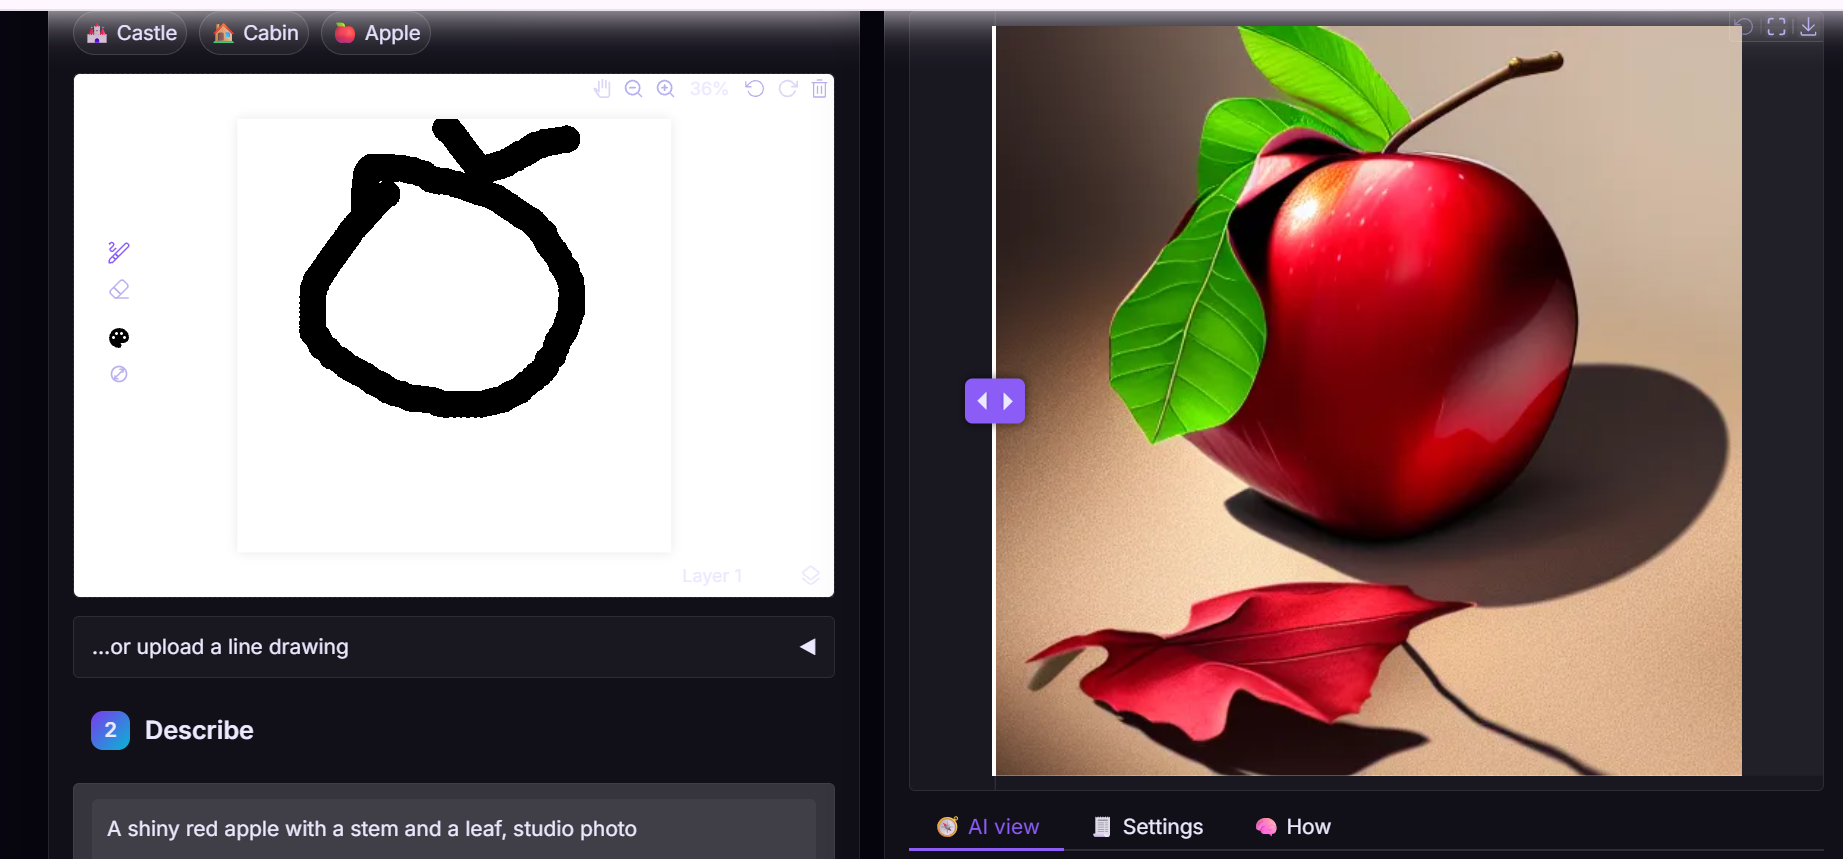 Castle
Cabin
Apple
36%
Layer 1
...or upload a line drawing
2
Describe
A shiny red apple with a stem and a leaf, studio photo
AI view
Settings
How